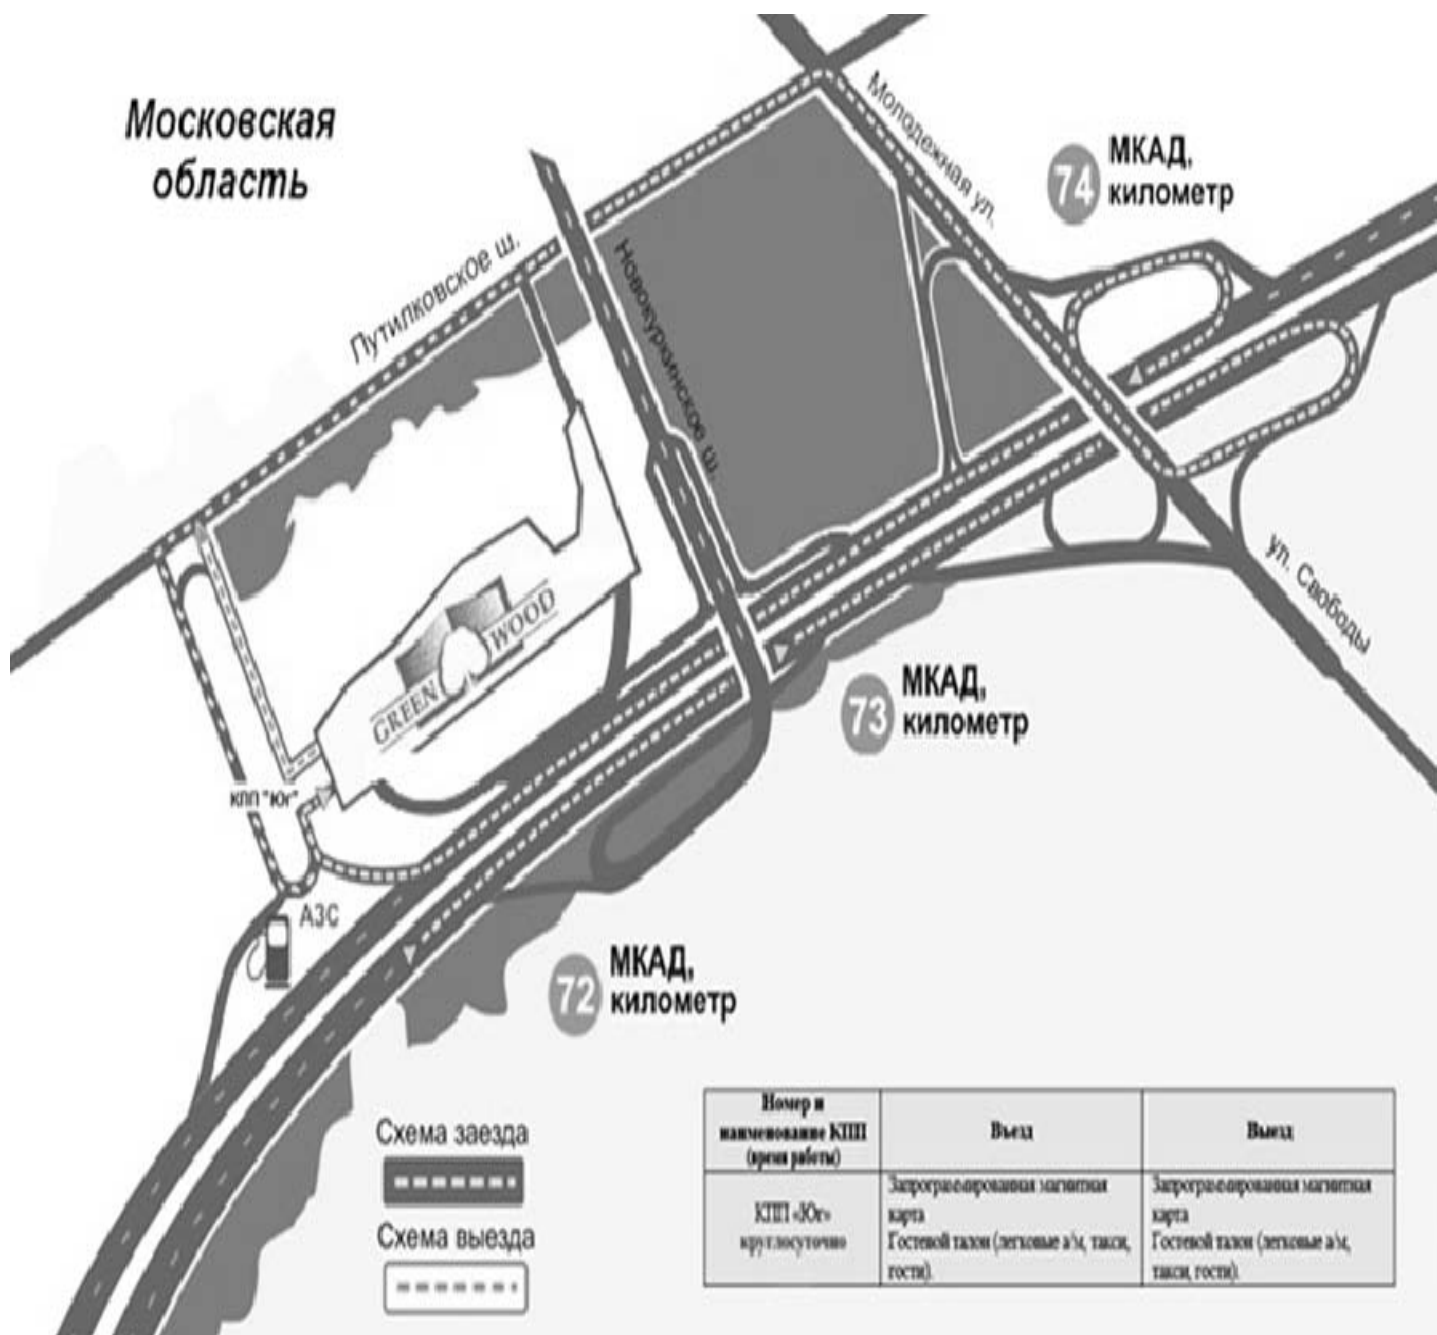 Московская
область
Молодежная ул.
74
МКАД,
километр
Путилковское ш.
Новокуркинское ш.
GREEN WOOD
ул. Свободы
73
МКАД,
километр
КПП "Юг"
АЗС
72
МКАД,
километр
Схема заезда
Схема выезда
Номер и
наименование КПП
(время работы)
Въезд
Выезд
КПП «Юг»
круглосуточно
Запрограммированная магнитная
карта
Гостевой талон (легковые а/м, такси,
гости).
Запрограммированная магнитная
карта
Гостевой талон (легковые а/м,
такси, гости).